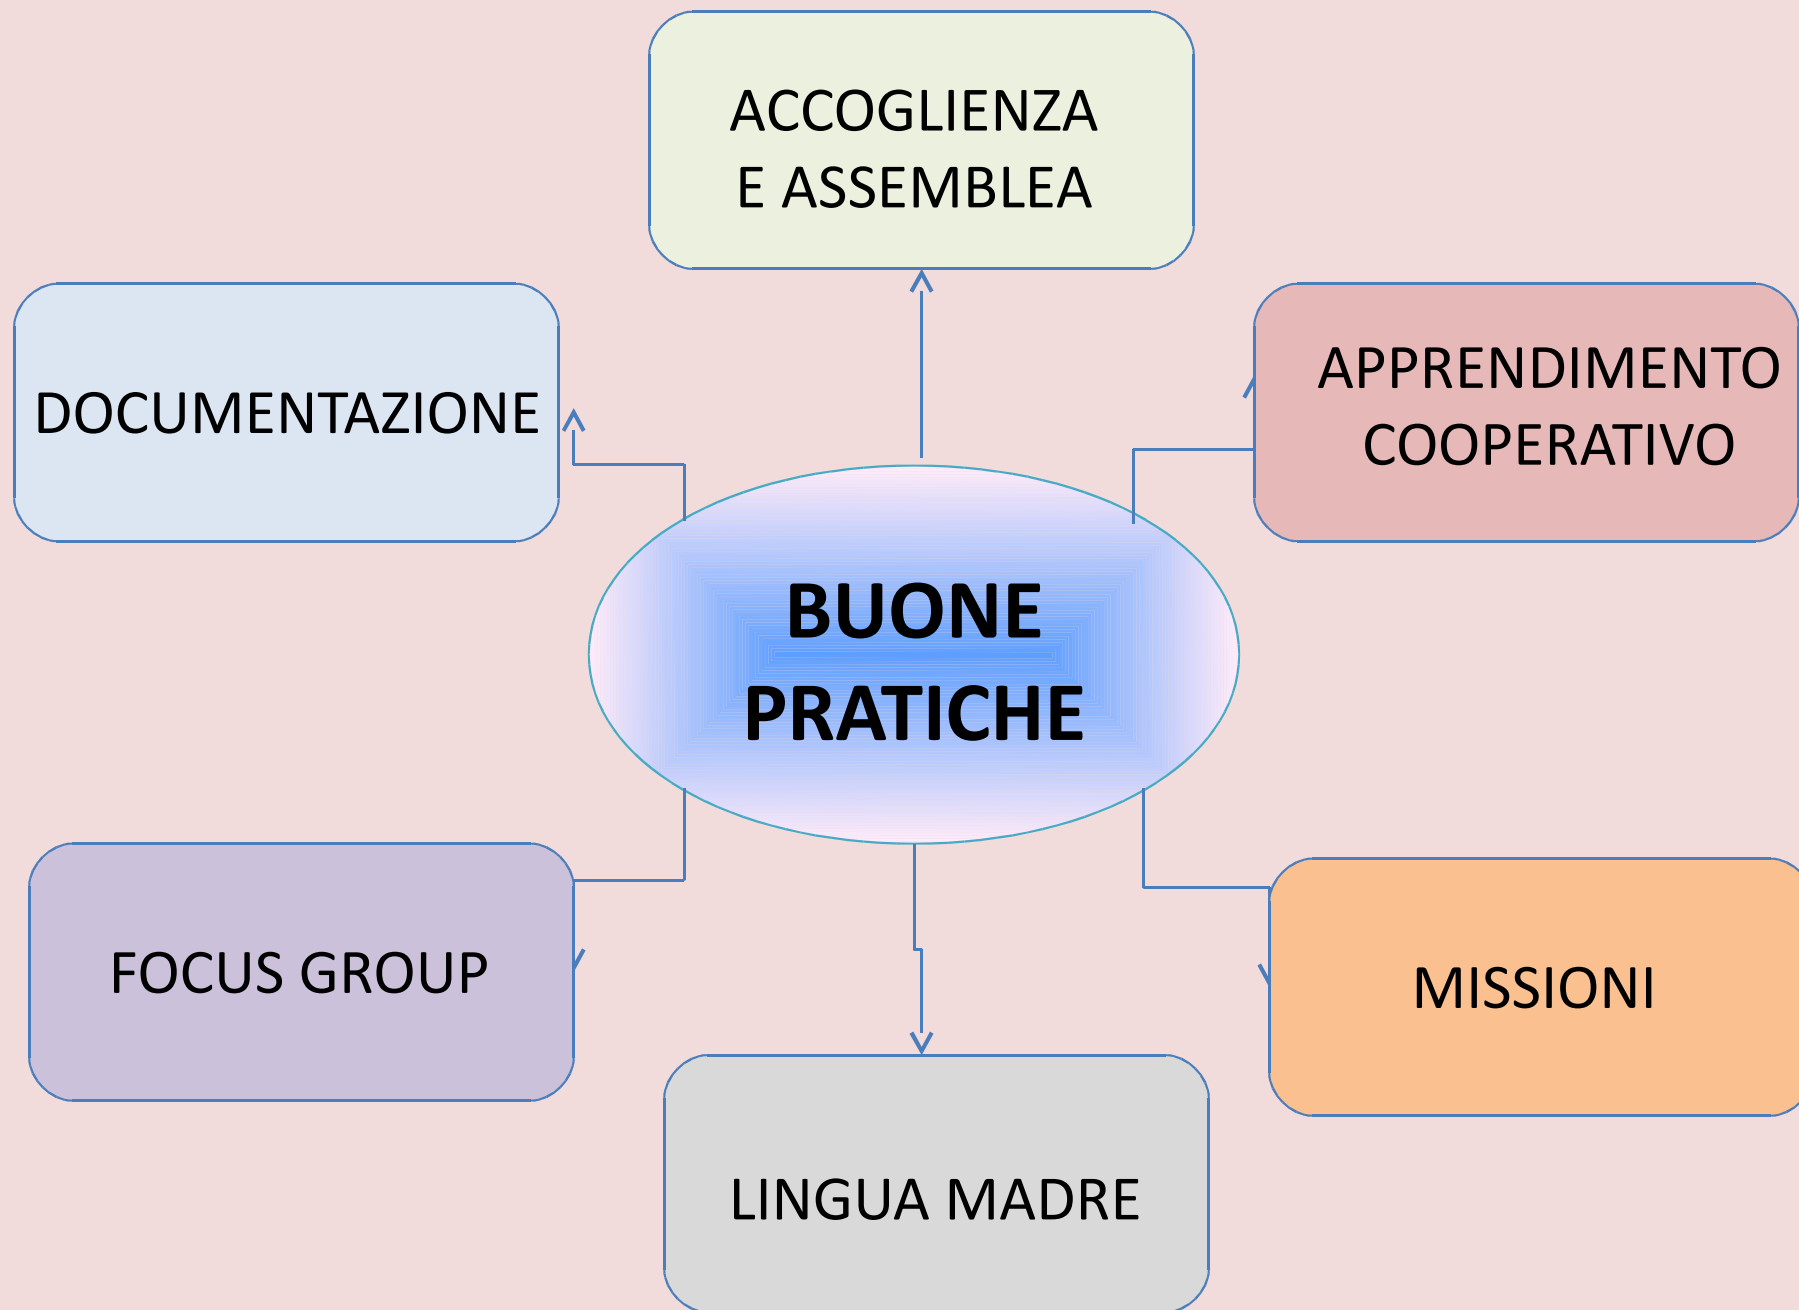 ACCOGLIENZA
E ASSEMBLEA
DOCUMENTAZIONE
APPRENDIMENTO
COOPERATIVO
BUONE
PRATICHE
FOCUS GROUP
MISSIONI
LINGUA MADRE